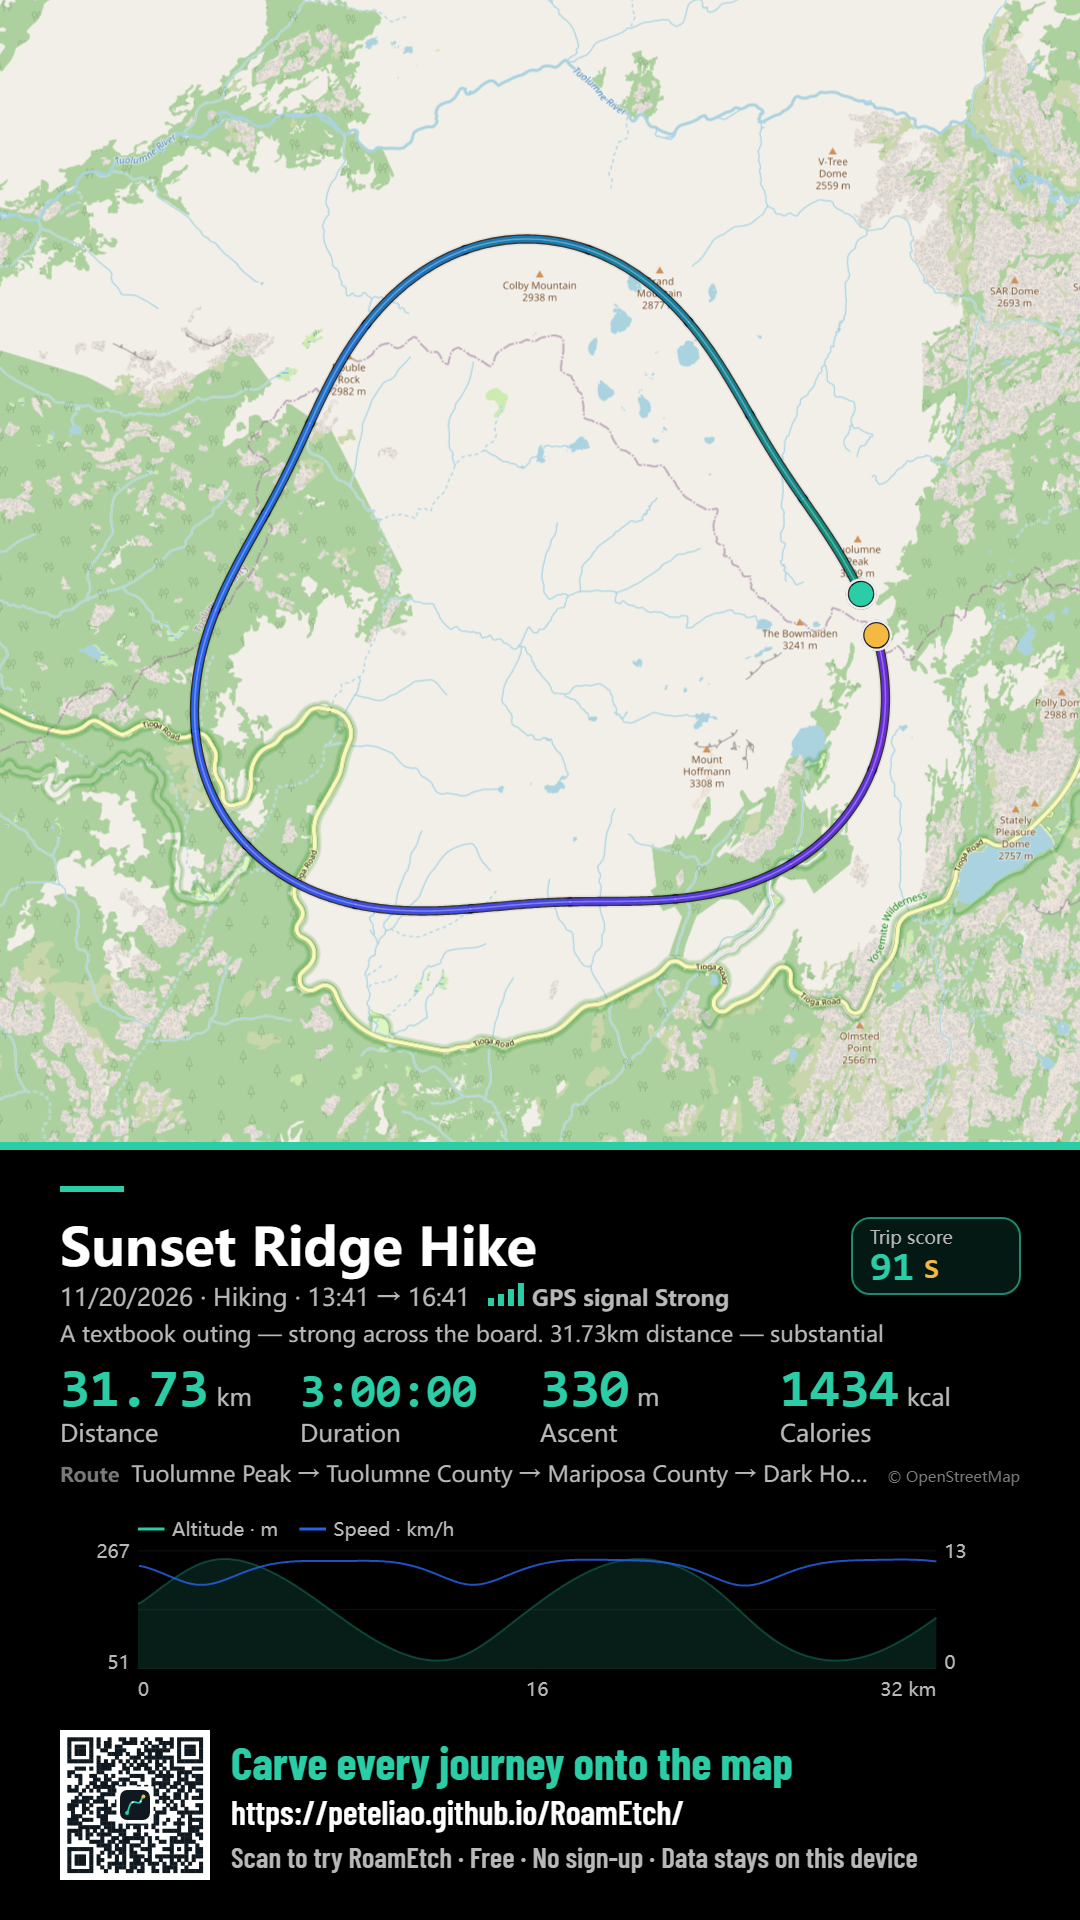 Tuolumne River
Tuolumne River
V-Tree
Dome
2559 m
Colby Mountain
2938 m
2877
SAR Dome
2693 m
Rock
2982 m
Peak
The Bowmaiden
3241 m
Polly Dom
2988 m
Tioga Road
Mount
Hoffmann
3308 m
Stately
Pleasure
Dome
2757 m
Tioga Road
Yosemite Wilderness
Tioga Road
Tioga Road
Tioga Road
Olmsted
Point
2566 m
Sunset Ridge Hike
Trip score
91 S
11/20/2026 · Hiking · 13:41 → 16:41 GPS signal Strong
A textbook outing — strong across the board. 31.73km distance — substantial
31.73 km 3:00:00 330 m 1434 kcal
Distance Duration Ascent Calories
Route Tuolumne Peak → Tuolumne County → Mariposa County → Dark Ho... © OpenStreetMap
Altitude · m Speed · km/h
267 13
51 0
0 16 32 km
Carve every journey onto the map
https://peteliao.github.io/RoamEtch/
Scan to try RoamEtch · Free · No sign-up · Data stays on this device